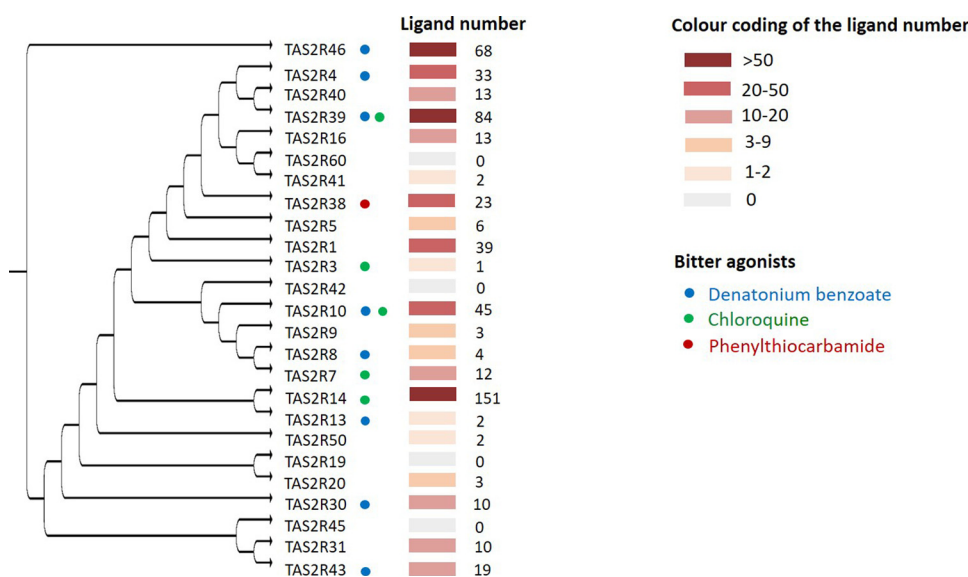 Ligand number
TAS2R46 68
TAS2R4 33
TAS2R40 13
TAS2R39 84
TAS2R16 13
TAS2R60 0
TAS2R41 2
TAS2R38 23
TAS2R5 6
TAS2R1 39
TAS2R3 1
TAS2R42 0
TAS2R10 45
TAS2R9 3
TAS2R8 4
TAS2R7 12
TAS2R14 151
TAS2R13 2
TAS2R50 2
TAS2R19 0
TAS2R20 3
TAS2R30 10
TAS2R45 0
TAS2R31 10
TAS2R43 19
Colour coding of the ligand number
>50
20-50
10-20
3-9
1-2
0
Bitter agonists
Denatonium benzoate
Chloroquine
Phenylthiocarbamide